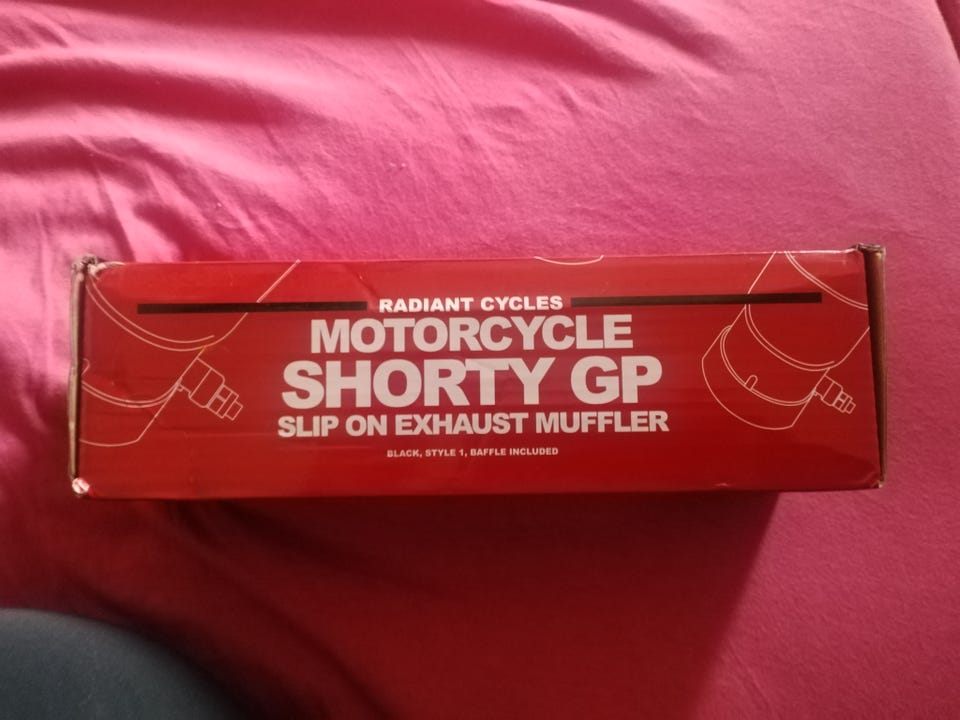 RADIANT CYCLES
MOTORCYCLE
SHORTY GP
SLIP ON EXHAUST MUFFLER
BLACK, STYLE 1, BAFFLE INCLUDED